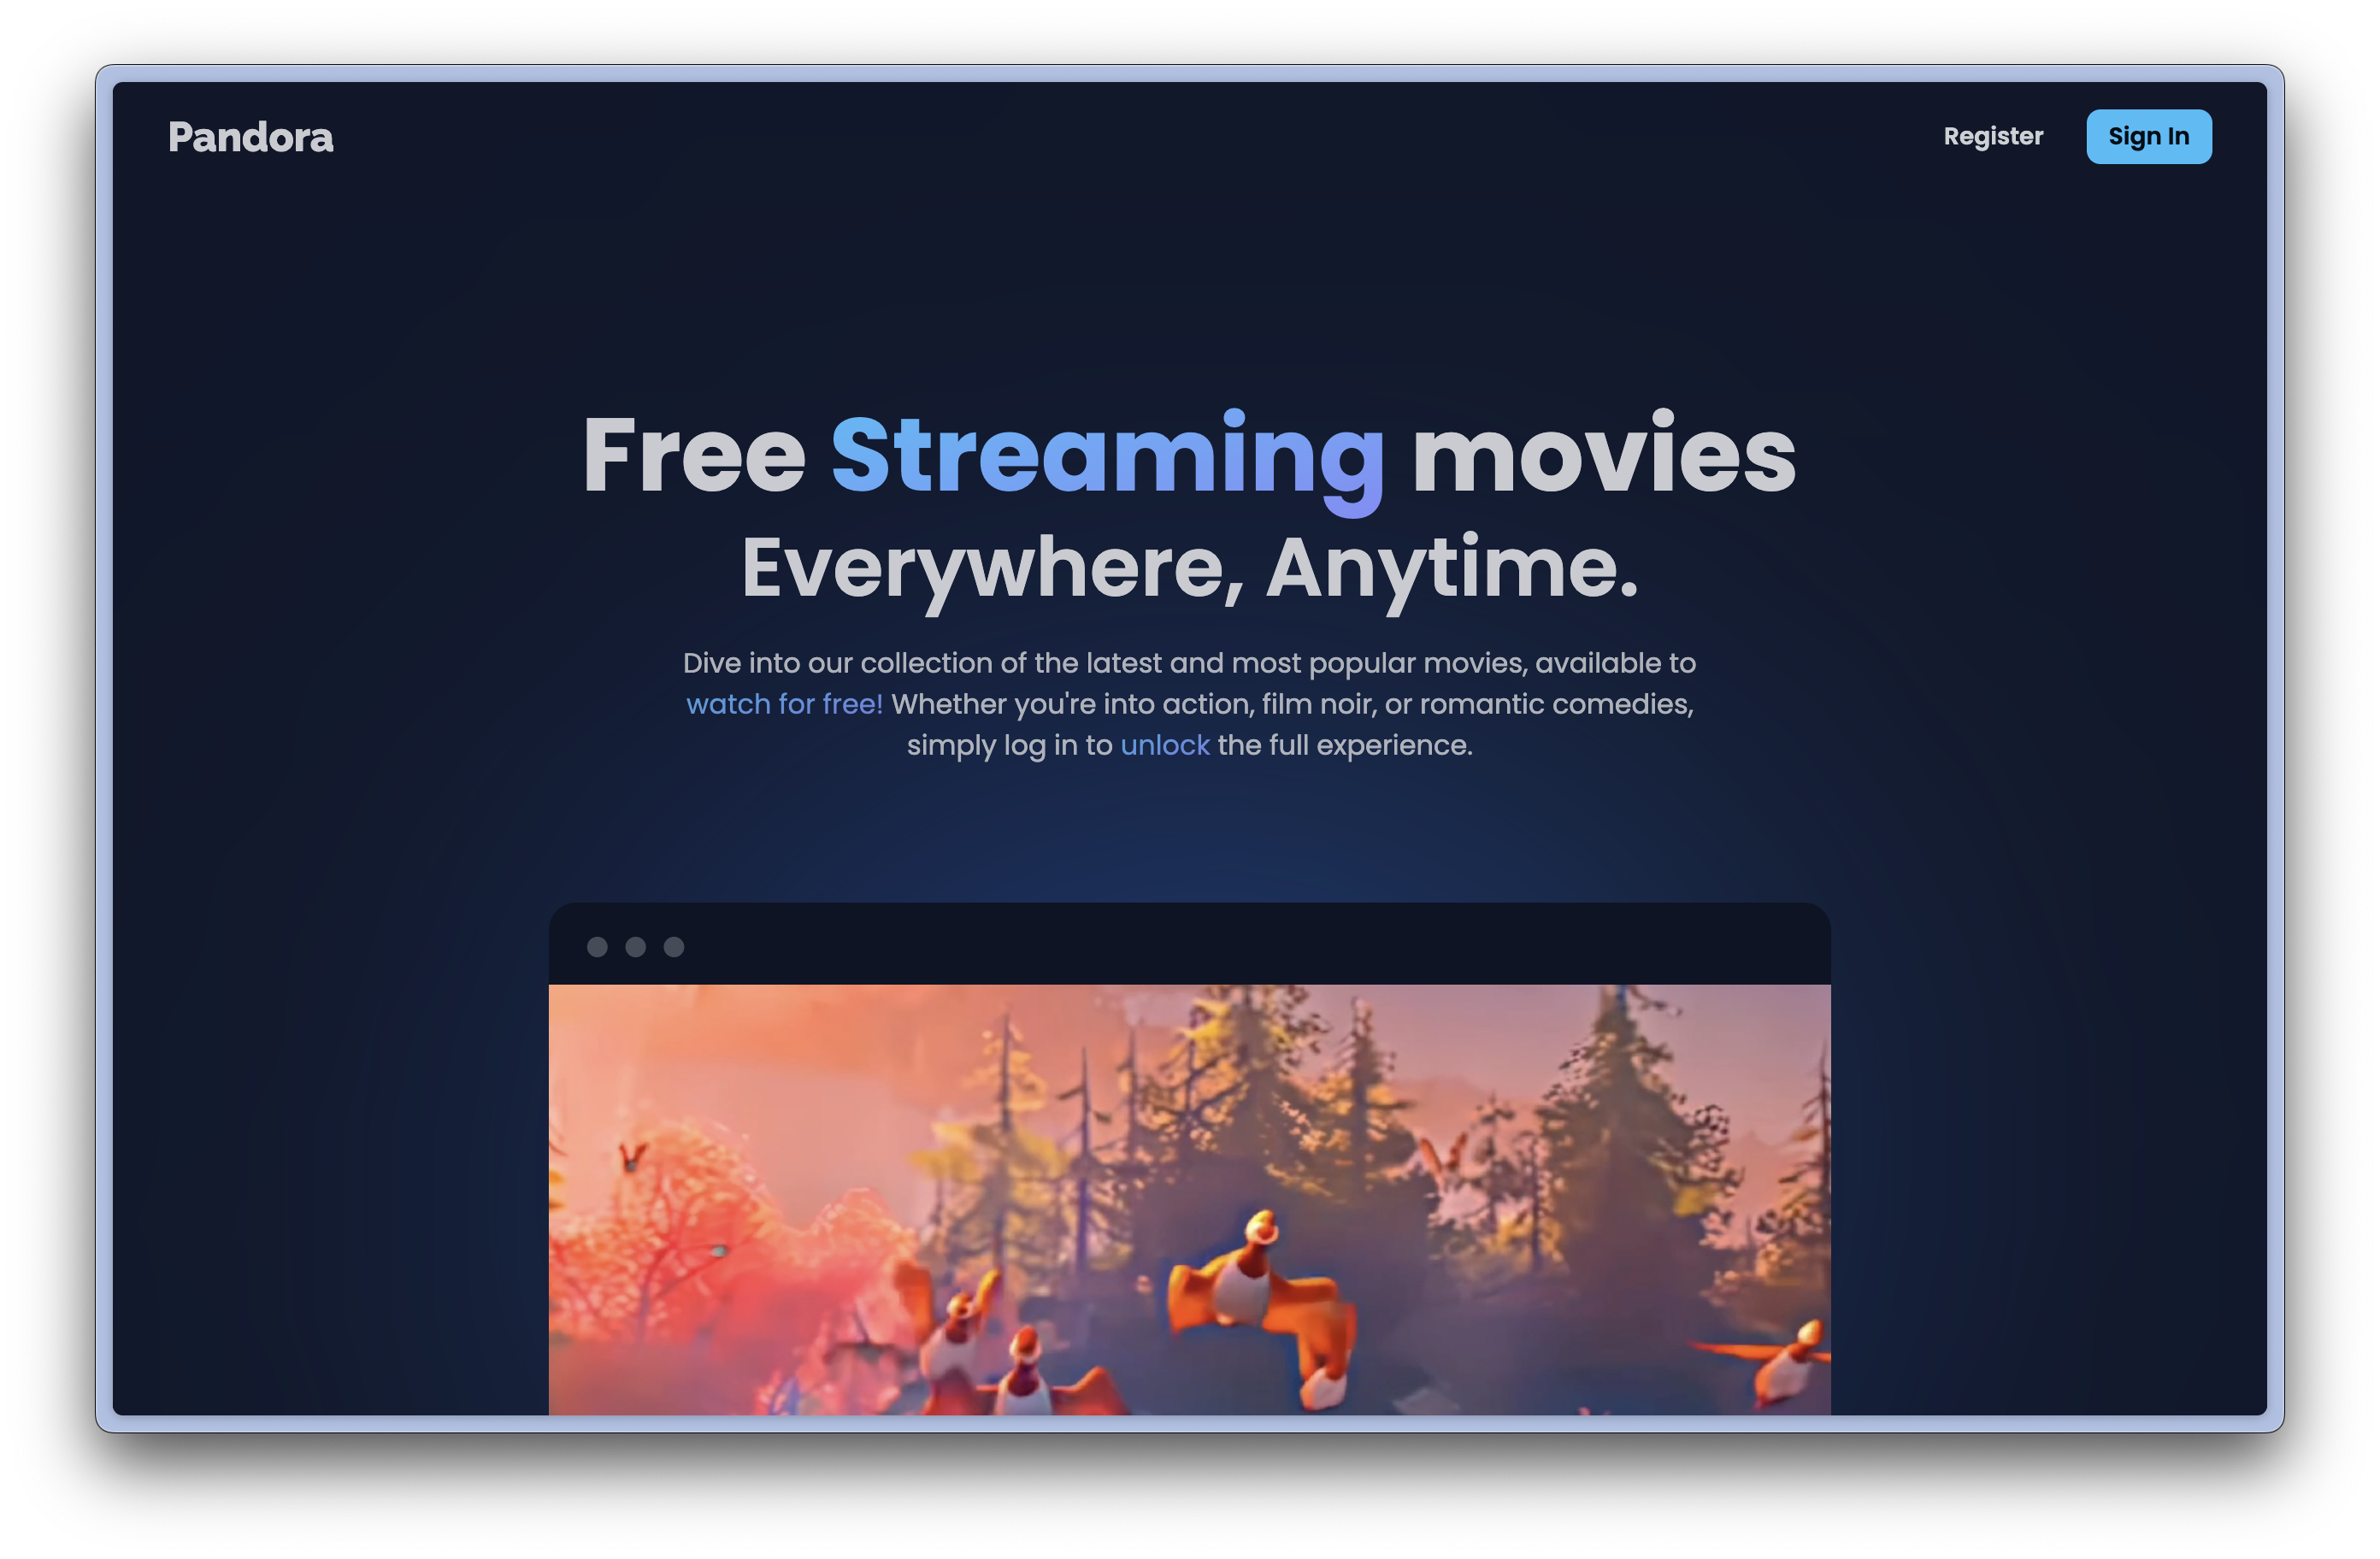 Pandora
Register
Sign In
Free Streaming movies
Everywhere, Anytime.
Dive into our collection of the latest and most popular movies, available to
watch for free! Whether you're into action, film noir, or romantic comedies,
simply log in to unlock the full experience.